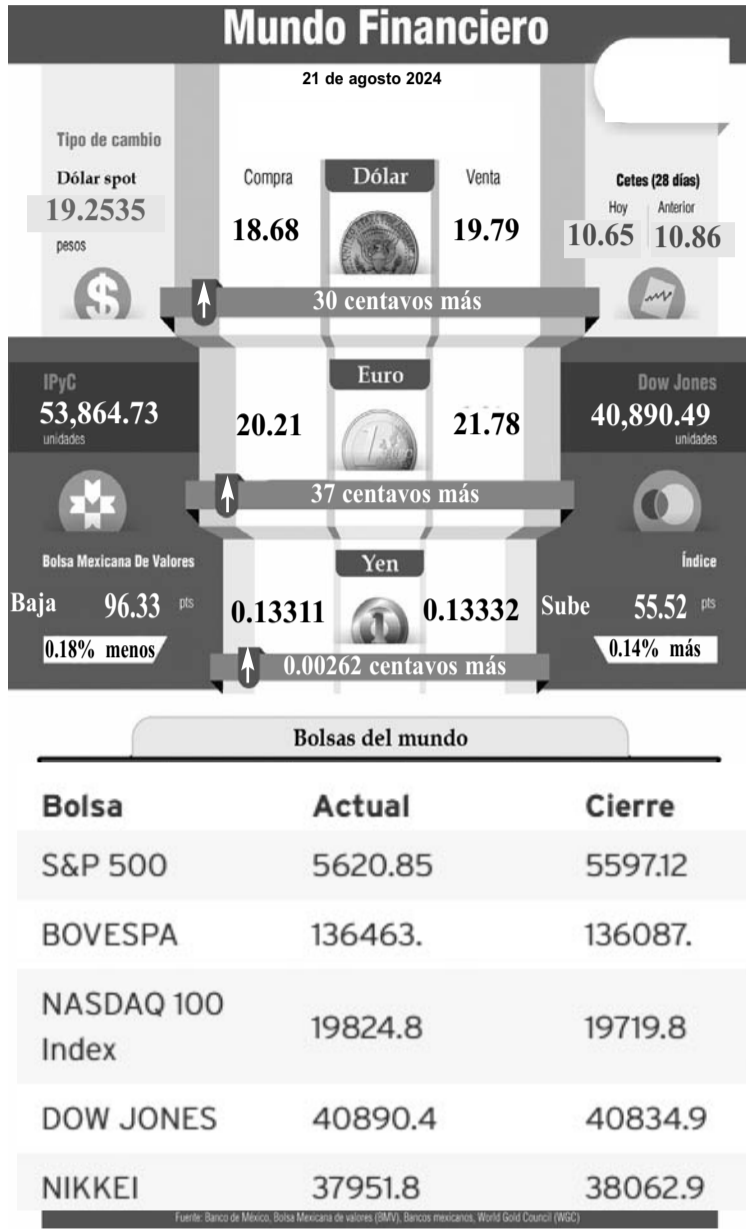 Mundo Financiero
21 de agosto 2024
Tipo de cambio
Dólar spot
19.2535
pesos
Compra
Dólar
Venta
18.68
19.79
30 centavos más
Cetes (28 días)
Hoy
Anterior
10.65
10.86
IPyC
53,864.73
unidades
Euro
20.21
21.78
37 centavos más
Dow Jones
40,890.49
unidades
Bolsa Mexicana De Valores
Baja 96.33 pts
0.18% menos
Yen
0.13311
0.13332
0.00262 centavos más
Índice
Sube 55.52 pts
0.14% más
Bolsas del mundo
Bolsa Actual Cierre
S&P 500 5620.85 5597.12
BOVESPA 136463. 136087.
NASDAQ 100
Index 19824.8 19719.8
DOW JONES 40890.4 40834.9
NIKKEI 37951.8 38062.9
Fuente: Banco de México, Bolsa Mexicana de valores (BMV), Bancos mexicanos, World Gold Council (WGC)